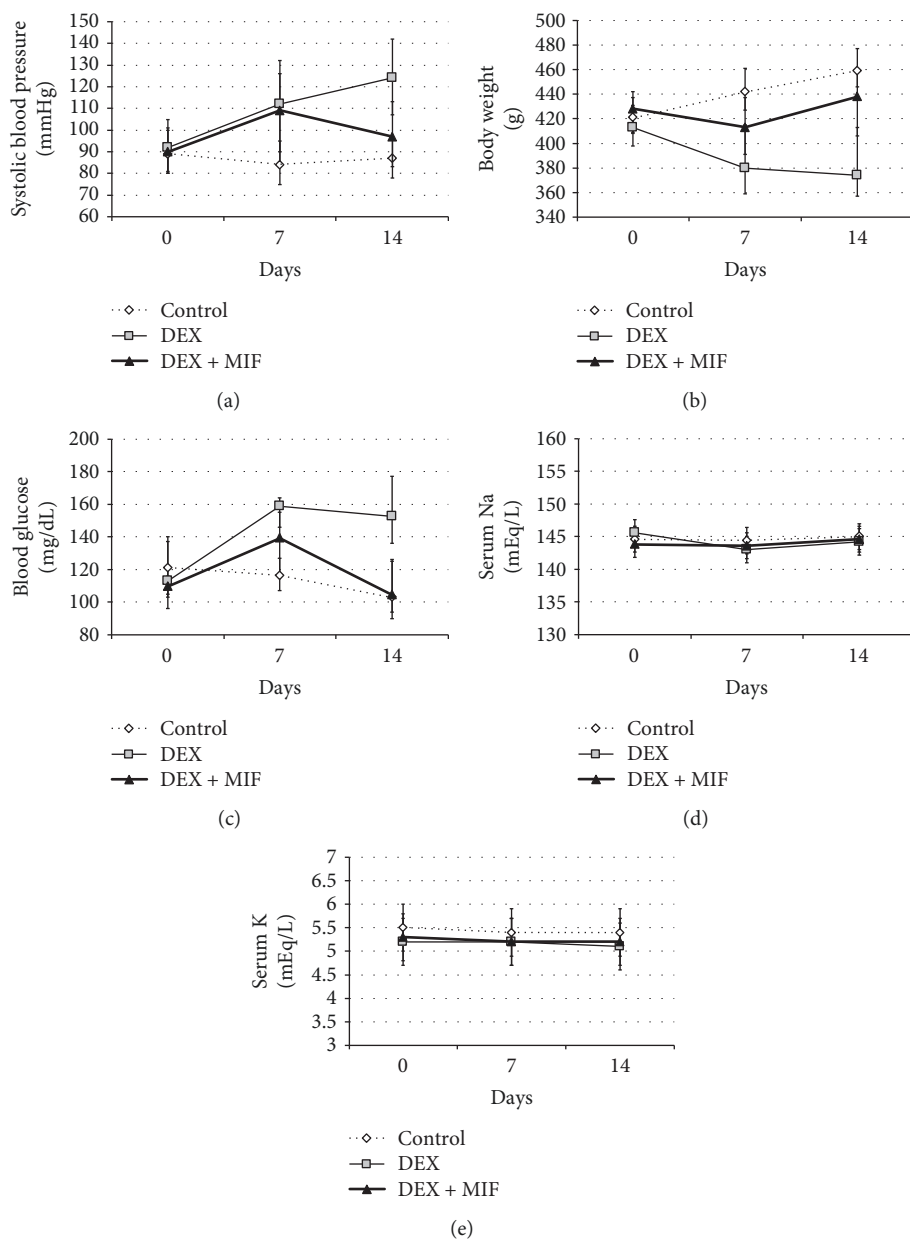 150
140
130
120
110
100
90
80
70
60
Systolic blood pressure
(mmHg)
0 7 14
Days
Control
DEX
DEX + MIF
(a)
480
460
440
420
400
380
360
340
Body weight
(g)
0 7 14
Days
Control
DEX
DEX + MIF
(b)
200
180
160
140
120
100
80
Blood glucose
(mg/dL)
0 7 14
Days
Control
DEX
DEX + MIF
(c)
160
155
150
145
140
135
130
Serum Na
(mEq/L)
0 7 14
Days
Control
DEX
DEX + MIF
(d)
7
6.5
6
5.5
5
4.5
4
3.5
3
Serum K
(mEq/L)
0 7 14
Days
Control
DEX
DEX + MIF
(e)